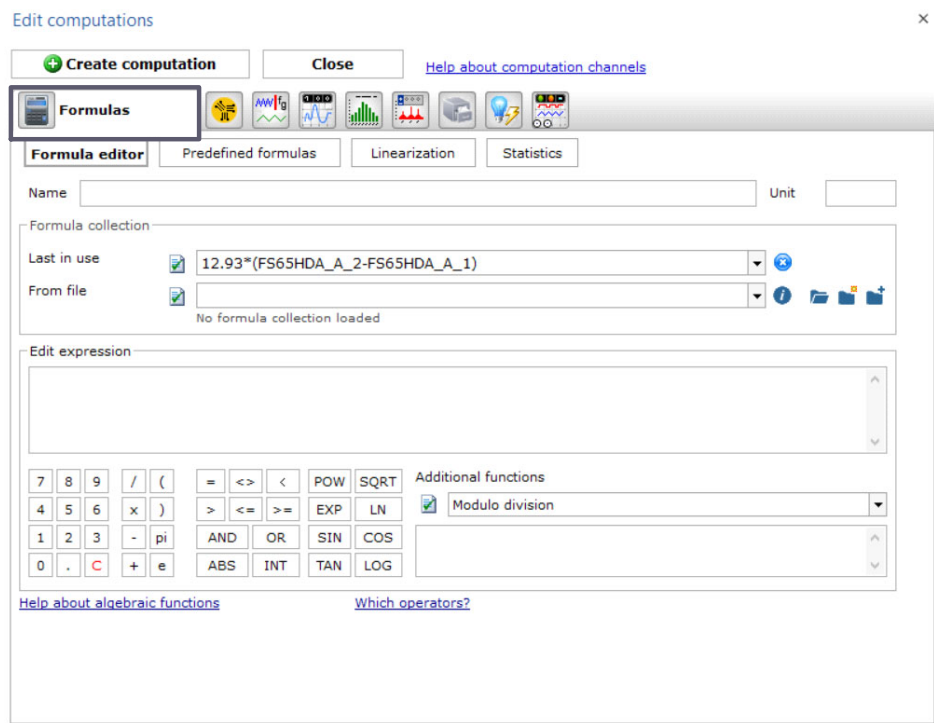 Edit computations
Create computation Close Help about computation channels
Formulas
Formula editor Predefined formulas Linearization Statistics
Name Unit
Formula collection
Last in use 12.93*(FS65HDA_A_2-FS65HDA_A_1)
From file
No formula collection loaded
Edit expression
7 8 9 / ( = <> < POW SQRT Additional functions
4 5 6 x ) > <= >= EXP LN Modulo division
1 2 3 - pi AND OR SIN COS
0 . C + e ABS INT TAN LOG
Help about algebraic functions Which operators?